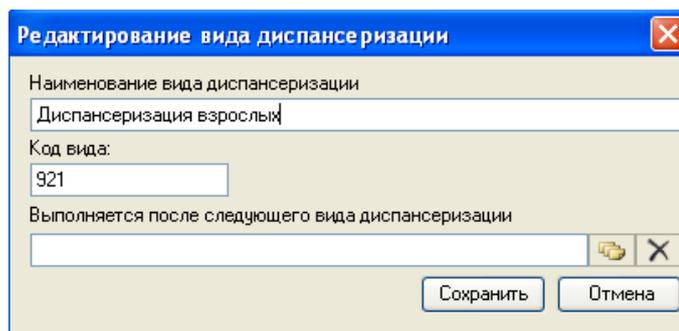 Редактирование вида диспансеризации
Наименование вида диспансеризации
Диспансеризация взрослых
Код вида:
921
Выполняется после следующего вида диспансеризации
Сохранить Отмена